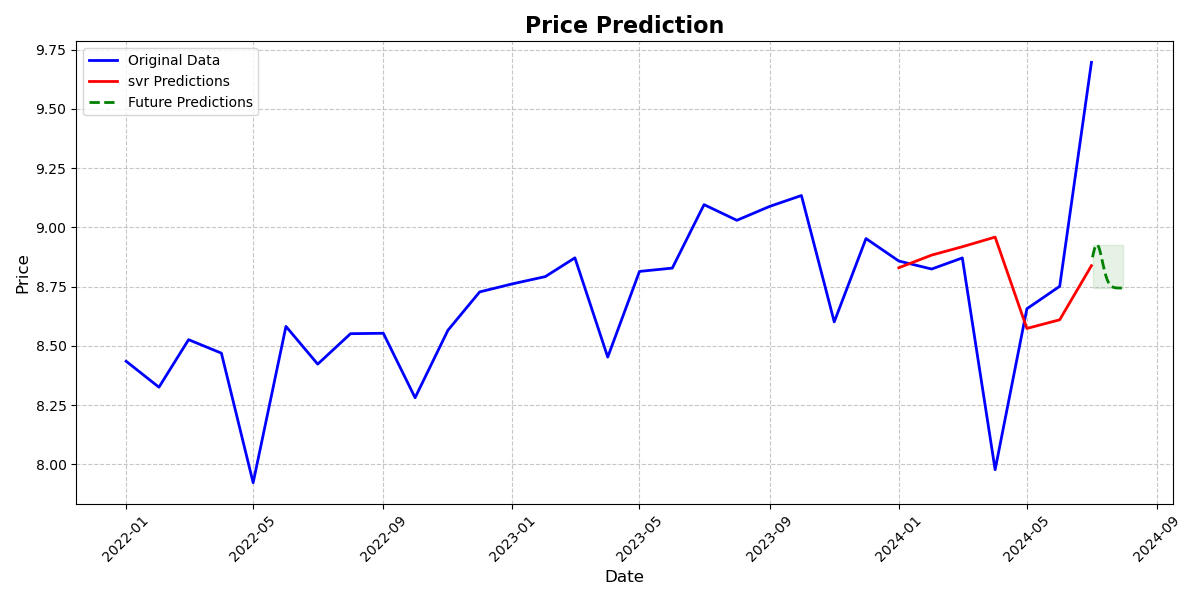 Price Prediction
Original Data
svr Predictions
Future Predictions
Price
9.75
9.50
9.25
9.00
8.75
8.50
8.25
8.00
2022-01
2022-05
2022-09
2023-01
2023-05
2023-09
2024-01
2024-05
2024-09
Date